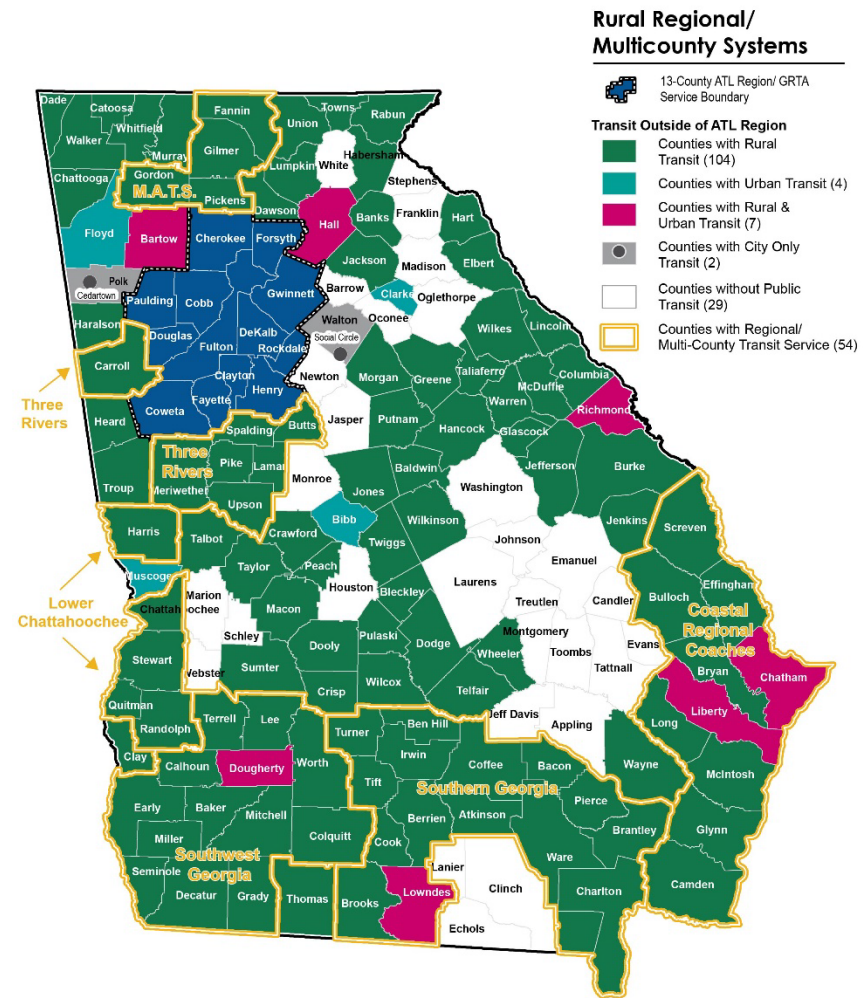 Rural Regional/
Multicounty Systems
13-County ATL Region/ GRTA
Service Boundary
Transit Outside of ATL Region
Counties with Rural
Transit (104)
Counties with Urban Transit (4)
Counties with Rural &
Urban Transit (7)
Counties with City Only
Transit (2)
Counties without Public
Transit (29)
Counties with Regional/
Multi-County Transit Service (54)
Dade
Catoosa
Whitfield
Walker
Murray
Fannin
Union
Towns
Rabun
Gilmer
White
Habersham
Stephens
Chattooga
Gordon
M.A.T.S.
Pickens
Lumpkin
Dawson
Hall
Banks
Franklin
Hart
Floyd
Bartow
Cherokee
Forsyth
Jackson
Madison
Elbert
Polk
Cedartown
Paulding
Cobb
Gwinnett
Barrow
Clarke
Oglethorpe
Oconee
Walton
Social Circle
Wilkes
Lincoln
Haralson
Douglas
DeKalb
Fulton
Rockdale
Carroll
Clayton
Henry
Newton
Morgan
Greene
Taliaferro
McDuffie
Columbia
Warren
Richmond
Three
Rivers
Coweta
Fayette
Jasper
Putnam
Hancock
Glascock
Heard
Spalding
Butts
Three
Rivers
Pike
Lamar
Monroe
Jones
Baldwin
Washington
Jefferson
Burke
Troup
Meriwether
Upson
Bibb
Wilkinson
Jenkins
Screven
Harris
Talbot
Crawford
Twiggs
Johnson
Emanuel
Muscogee
Taylor
Peach
Houston
Bleckley
Laurens
Treutlen
Candler
Bulloch
Effingham
Lower
Chattahoochee
Chattahoochee
Marion
Macon
Schley
Dooly
Pulaski
Dodge
Montgomery
Wheeler
Toombs
Evans
Tattnall
Coastal
Regional
Coaches
Bryan
Chatham
Liberty
Stewart
Webster
Sumter
Crisp
Wilcox
Telfair
Jeff Davis
Appling
Long
Quitman
Randolph
Terrell
Lee
Turner
Ben Hill
Wayne
McIntosh
Clay
Calhoun
Dougherty
Worth
Irwin
Coffee
Bacon
Southern Georgia
Tift
Pierce
Early
Baker
Mitchell
Berrien
Atkinson
Brantley
Glynn
Miller
Colquitt
Cook
Ware
Southwest
Georgia
Seminole
Decatur
Grady
Thomas
Brooks
Lowndes
Lanier
Clinch
Echols
Charlton
Camden